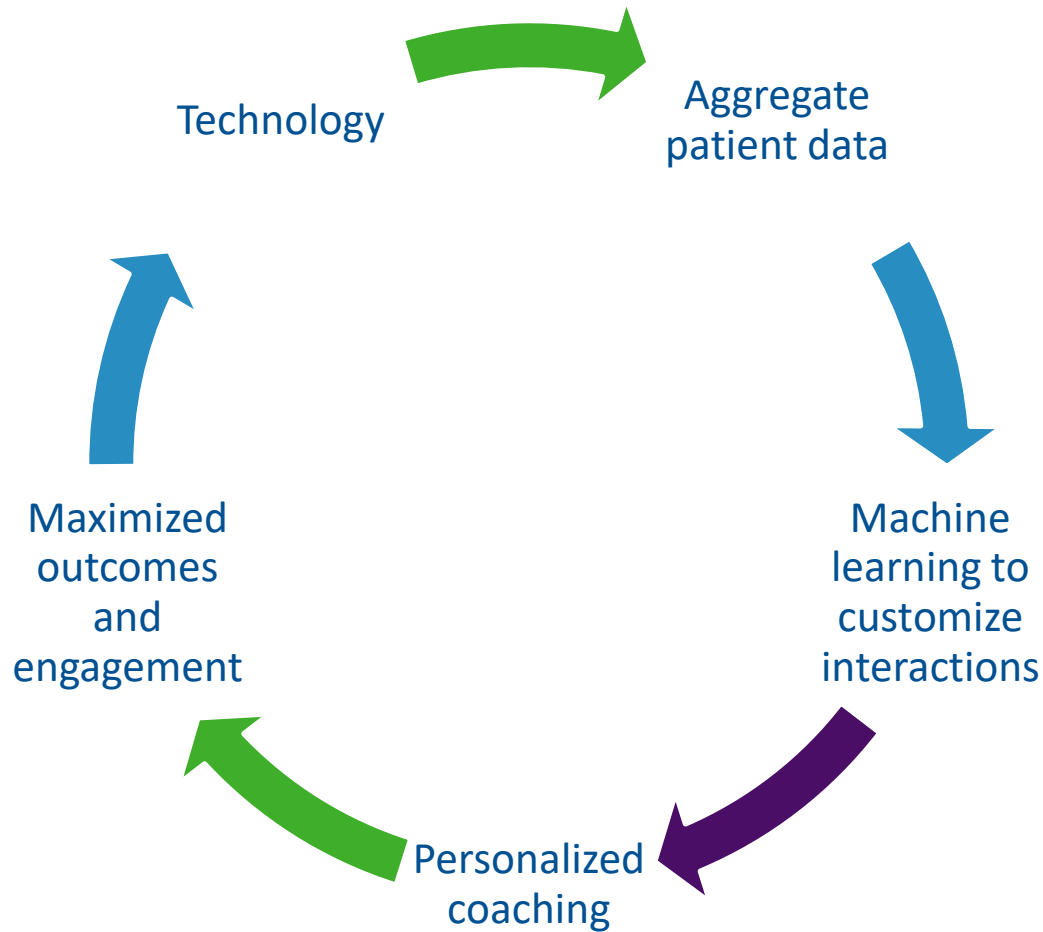 Technology
Aggregate
patient data
Machine
learning to
customize
interactions
Personalized
coaching
Maximized
outcomes
and
engagement